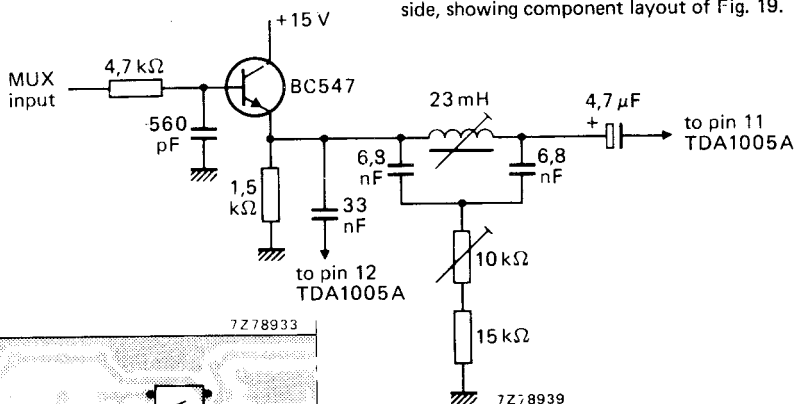 side, showing component layout of Fig. 19.
+15 V
4,7 kΩ
MUX
input
BC547
560
pF
23 mH
4,7 µF
+
to pin 11
TDA1005A
6,8
nF
6,8
nF
1,5
kΩ
33
nF
to pin 12
TDA1005A
10 kΩ
15 kΩ
7Z78933
7Z78939